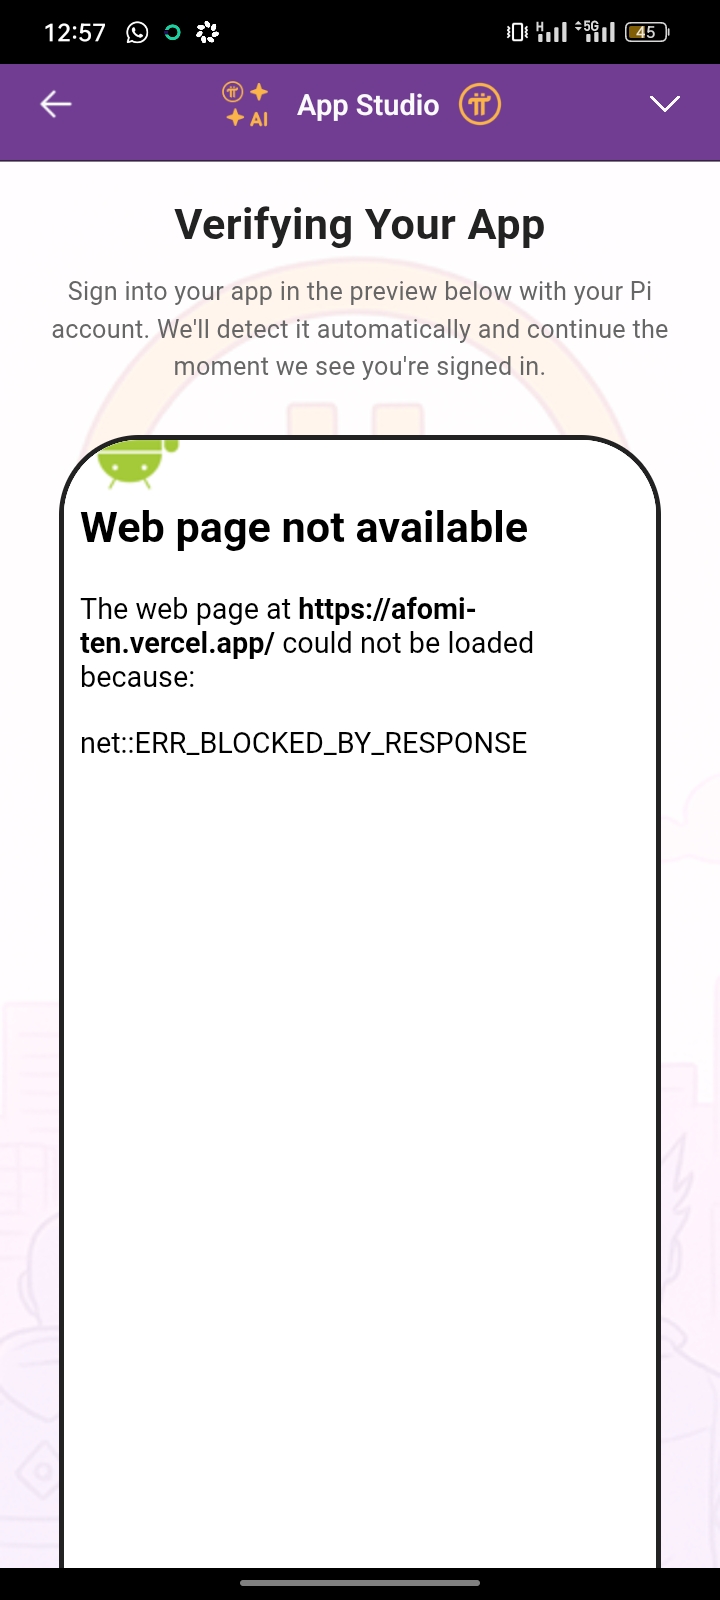 12:57
H
5G
45
AI
App Studio
Verifying Your App
Sign into your app in the preview below with your Pi
account. We'll detect it automatically and continue the
moment we see you're signed in.
Web page not available
The web page at https://afomi-
ten.vercel.app/ could not be loaded
because:
net::ERR_BLOCKED_BY_RESPONSE